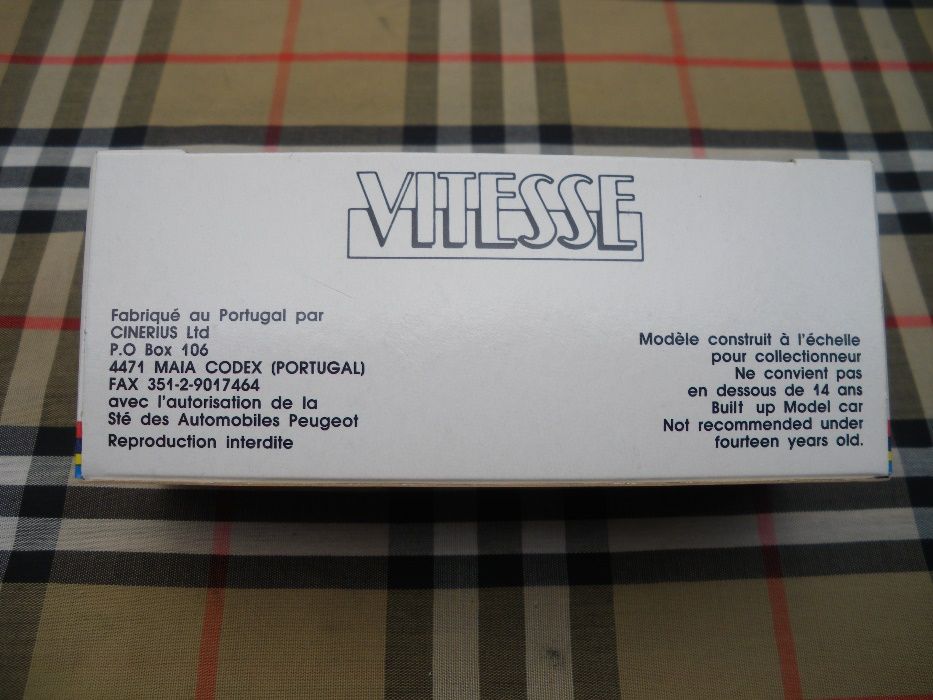 VITESSE
Fabriqué au Portugal par
CINERIUS Ltd
P.O Box 106
4471 MAIA CODEX (PORTUGAL)
FAX 351-2-9017464
avec l'autorisation de la
Sté des Automobiles Peugeot
Reproduction interdite
Modèle construit à l'échelle
pour collectionneur
Ne convient pas
en dessous de 14 ans
Built up Model car
Not recommended under
fourteen years old.